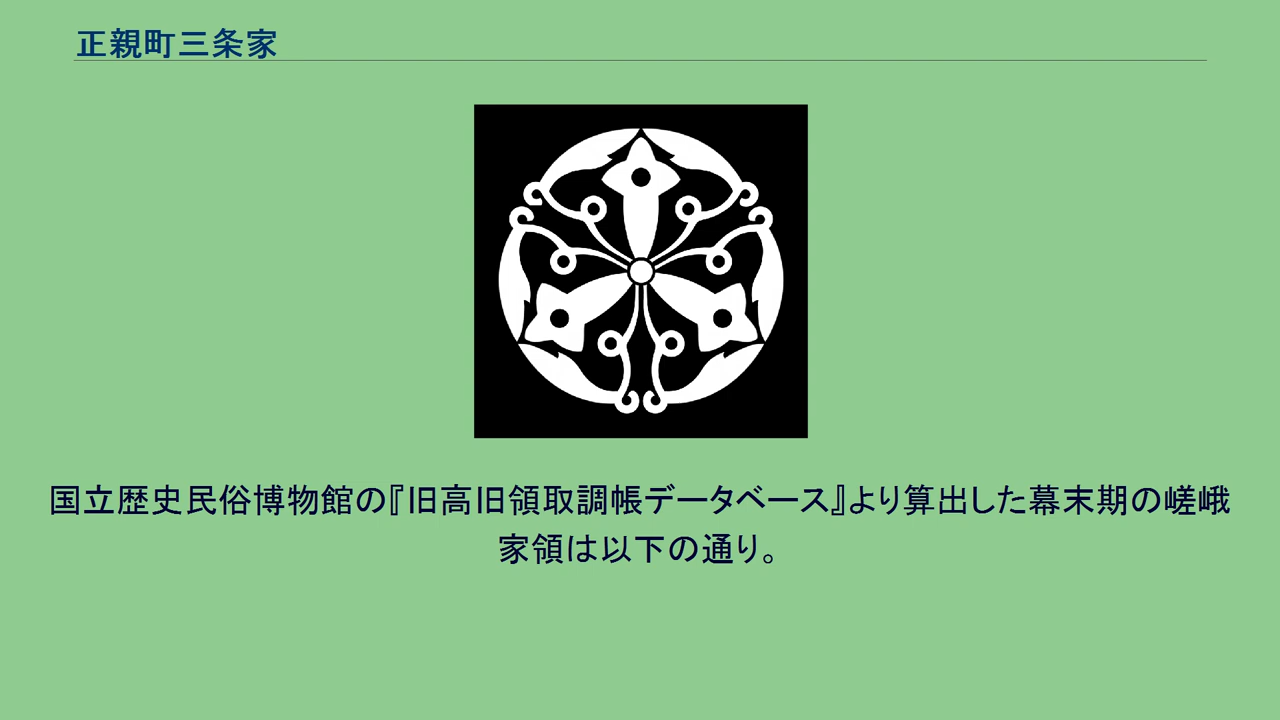 正親町三条家
国立歴史民俗博物館の『旧高旧領取調帳データベース』より算出した幕末期の嵯峨
家領は以下の通り。